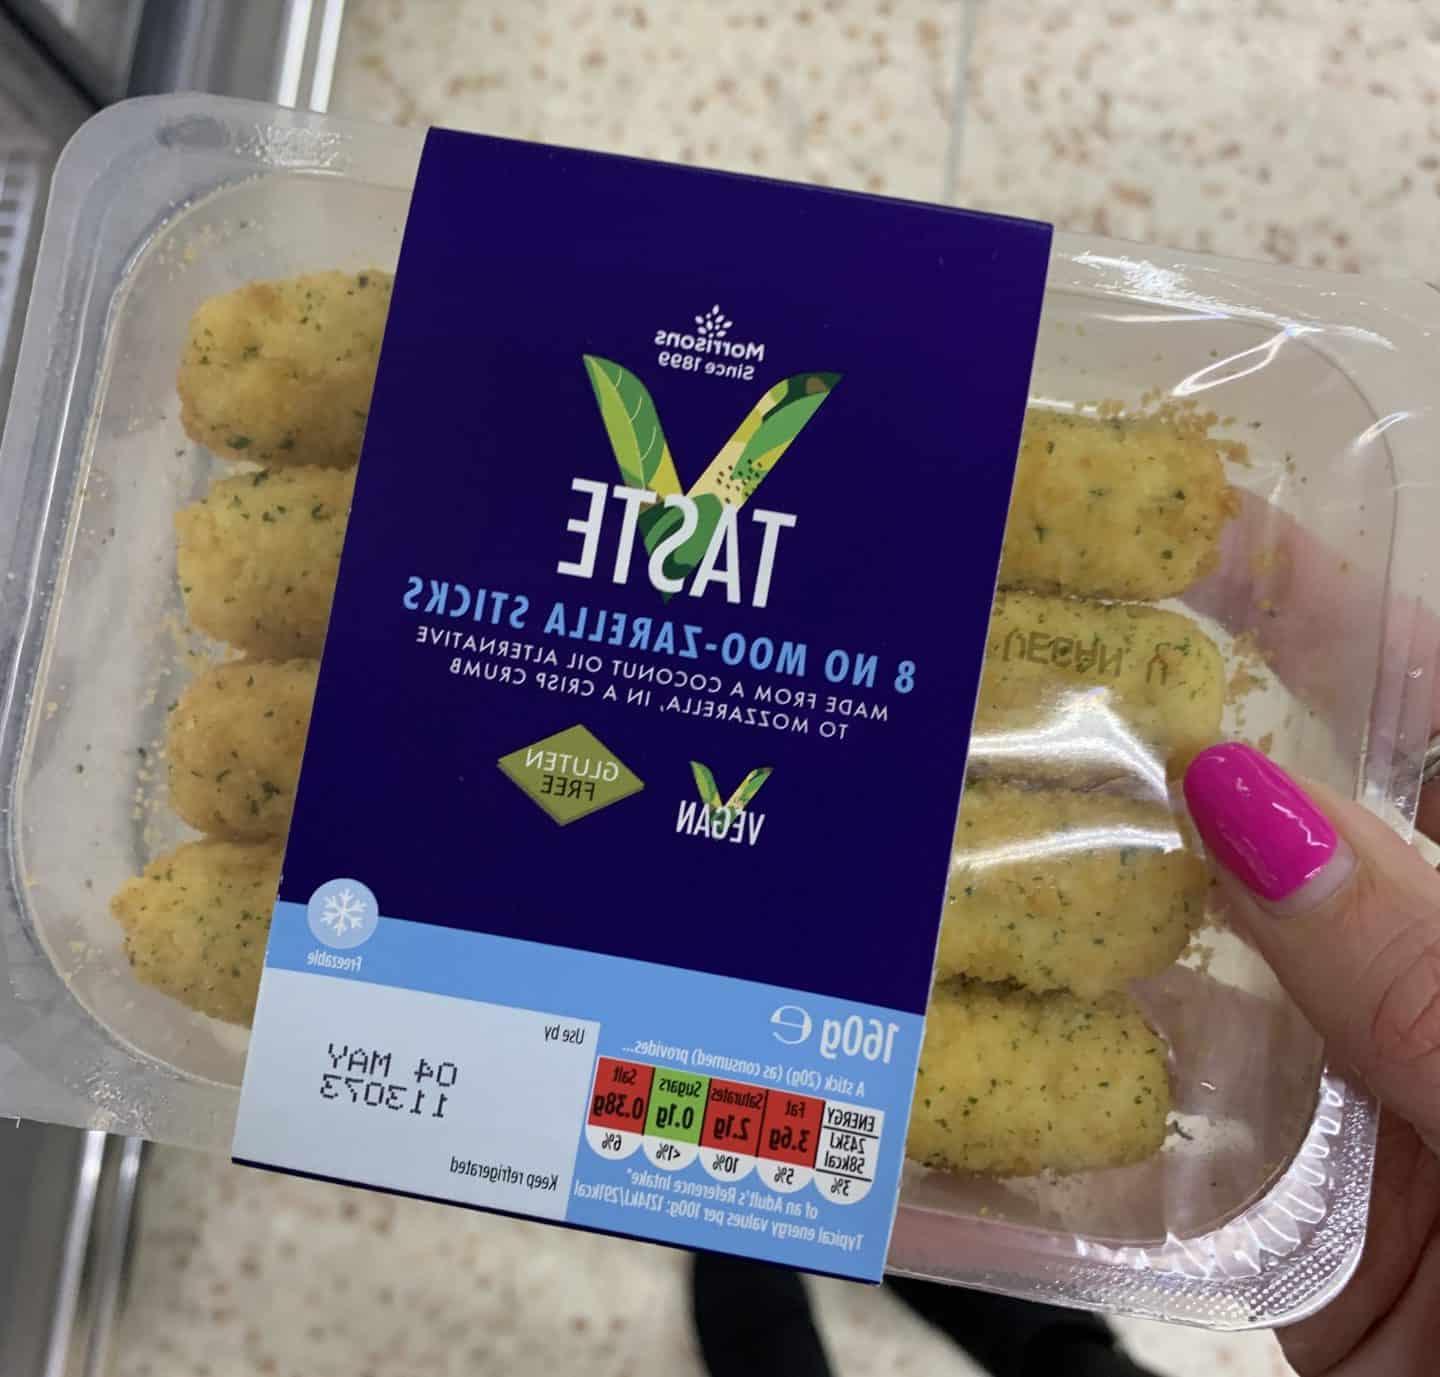 Morrisons
Since 1899
TASTE
8 NO MOO-ZARELLA STICKS
MADE FROM A COCONUT OIL ALTERNATIVE
TO MOZZARELLA, IN A CRISP CRUMB
VEGAN
GLUTEN
FREE
VEGAN V
Freezable
160g e
A stick (20g) (as consumed) provides...
ENERGY
243kJ
58kcal
3%
Fat
3.6g
5%
Saturates
2.1g
10%
Sugars
0.1g
<1%
Salt
0.38g
6%
of an Adult's Reference Intake*
Typical energy values per 100g: 1214kJ/291kcal
Use by
04 MAY
113073
Keep refrigerated